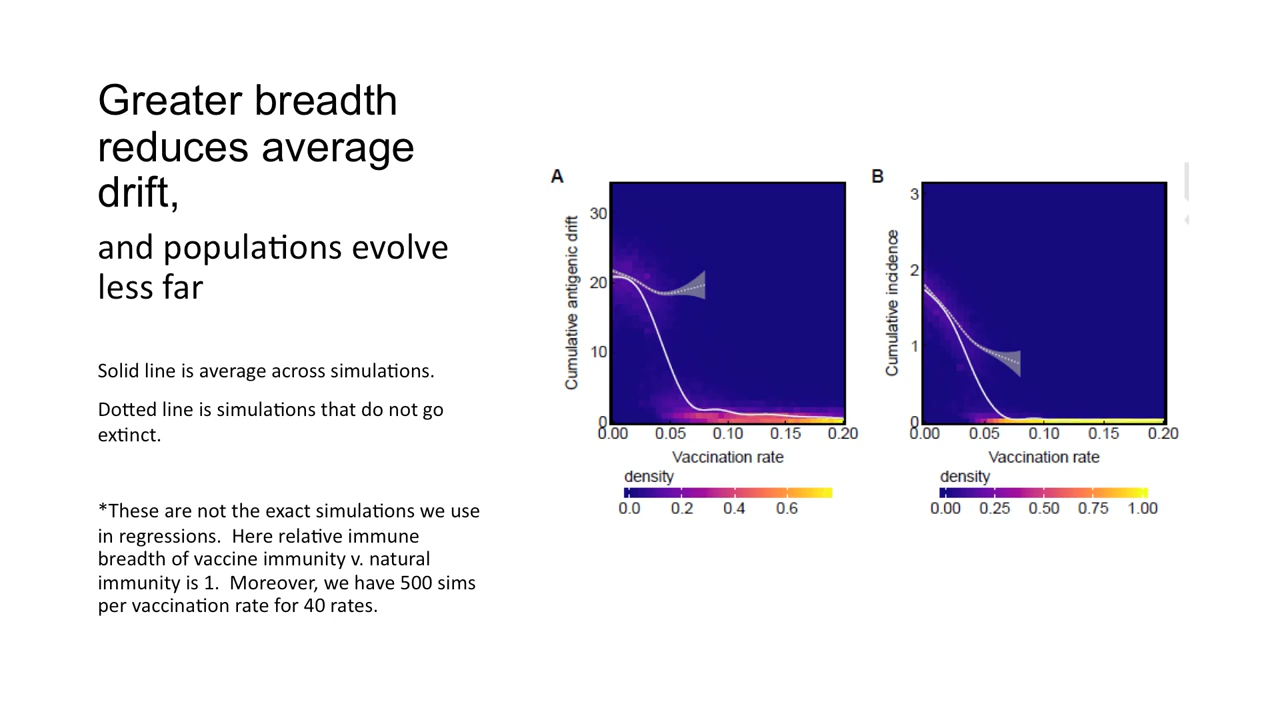 Greater breadth
reduces average
drift,
and populations evolve
less far
Solid line is average across simulations.
Dotted line is simulations that do not go
extinct.
*These are not the exact simulations we use
in regressions.  Here relative immune
breadth of vaccine immunity v. natural
immunity is 1.  Moreover, we have 500 sims
per vaccination rate for 40 rates.
A
Cumulative antigenic drift
30
20
10
0
0.00 0.05 0.10 0.15 0.20
Vaccination rate
density
0.0 0.2 0.4 0.6
B
Cumulative incidence
3
2
1
0
0.00 0.05 0.10 0.15 0.20
Vaccination rate
density
0.00 0.25 0.50 0.75 1.00